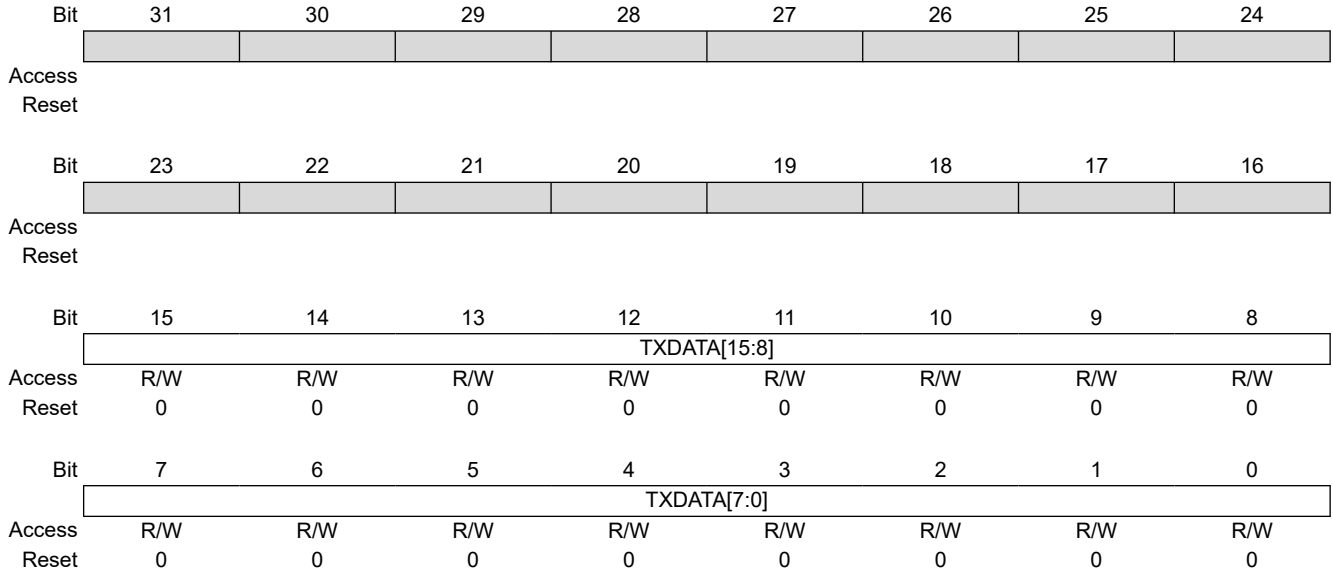 Bit 31 30 29 28 27 26 25 24
Access
Reset
Bit 23 22 21 20 19 18 17 16
Access
Reset
Bit 15 14 13 12 11 10 9 8
TXDATA[15:8]
Access R/W R/W R/W R/W R/W R/W R/W R/W
Reset 0 0 0 0 0 0 0 0
Bit 7 6 5 4 3 2 1 0
TXDATA[7:0]
Access R/W R/W R/W R/W R/W R/W R/W R/W
Reset 0 0 0 0 0 0 0 0